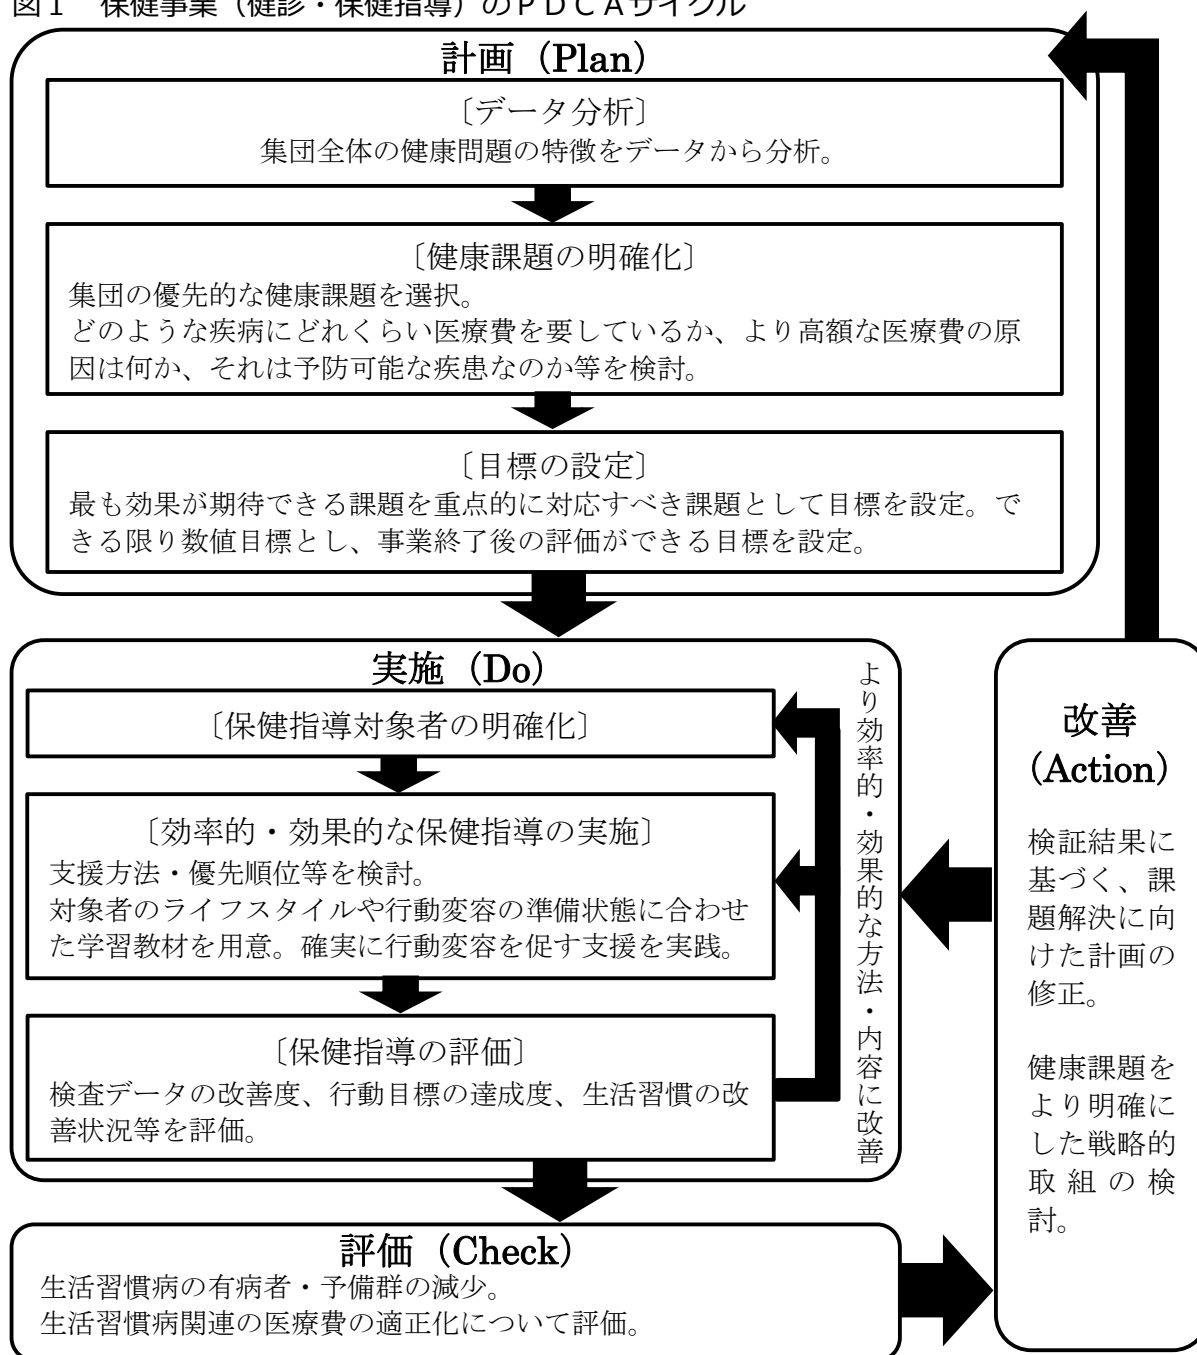 図１　保健事業（健診・保健指導）のＰＤＣＡサイクル
計画（Plan）
〔データ分析〕
集団全体の健康問題の特徴をデータから分析。
〔健康課題の明確化〕
集団の優先的な健康課題を選択。
どのような疾病にどれくらい医療費を要しているか、より高額な医療費の原
因は何か、それは予防可能な疾患なのか等を検討。
〔目標の設定〕
最も効果が期待できる課題を重点的に対応すべき課題として目標を設定。で
きる限り数値目標とし、事業終了後の評価ができる目標を設定。
実施（Do）
〔保健指導対象者の明確化〕
〔効率的・効果的な保健指導の実施〕
支援方法・優先順位等を検討。
対象者のライフスタイルや行動変容の準備状態に合わせ
た学習教材を用意。確実に行動変容を促す支援を実践。
〔保健指導の評価〕
検査データの改善度、行動目標の達成度、生活習慣の改
善状況等を評価。
より効率的・効果的な方法・内容に改善
評価（Check）
生活習慣病の有病者・予備群の減少。
生活習慣病関連の医療費の適正化について評価。
改善
（Action）
検証結果に
基づく、課
題解決に向
けた計画の
修正。
健康課題を
より明確に
した戦略的
取組の検
討。